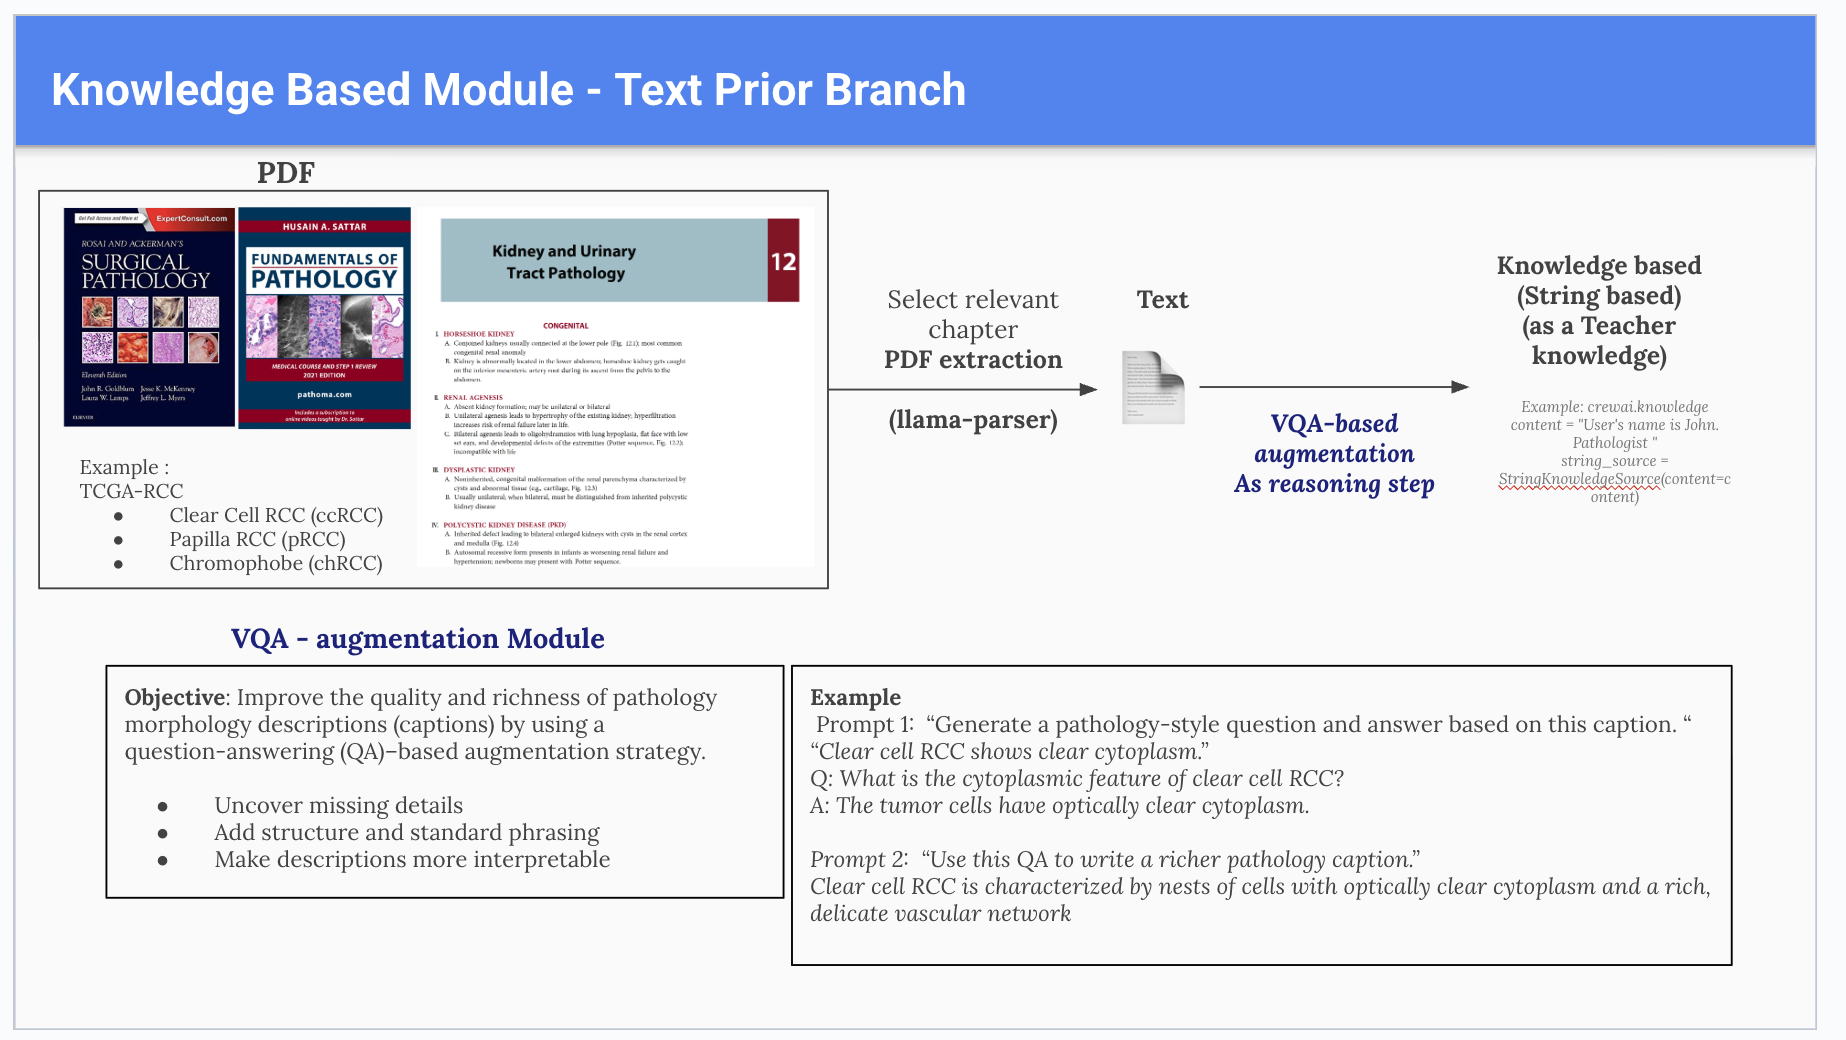 Knowledge Based Module - Text Prior Branch
PDF
Get Full Access and More at
ExpertConsult.com
ROSAI AND ACKERMAN'S
SURGICAL
PATHOLOGY
Eleventh Edition
John R. Goldblum Jesse K. McKenney
Laura W. Lamps Jeffrey L. Myers
ELSEVIER
HUSAIN A. SATTAR
FUNDAMENTALS OF
PATHOLOGY
MEDICAL COURSE AND STEP 1 REVIEW
2021 EDITION
pathoma.com
Includes a subscription to
online videos taught by Dr. Sattar
Kidney and Urinary
Tract Pathology
12
CONGENITAL
I. HORSESHOE KIDNEY
A. Conjoined kidneys usually connected at the lower pole (Fig. 12.1); most common
congenital renal anomaly
B. Kidney is abnormally located in the lower abdomen; horseshoe kidney gets caught
on the inferior mesenteric artery root during its ascent from the pelvis to the
abdomen.
II. RENAL AGENESIS
A. Absent kidney formation; may be unilateral or bilateral
B. Unilateral agenesis leads to hypertrophy of the existing kidney; hyperfiltration
increases risk of renal failure later in life.
C. Bilateral agenesis leads to oligohydramnios with lung hypoplasia, flat face with low
set ears, and developmental defects of the extremities (Potter sequence, Fig. 12.2);
incompatible with life
III. DYSPLASTIC KIDNEY
A. Noninherited, congenital malformation of the renal parenchyma characterized by
cysts and abnormal tissue (e.g., cartilage, Fig. 12.3)
B. Usually unilateral; when bilateral, must be distinguished from inherited polycystic
kidney disease
IV. POLYCYSTIC KIDNEY DISEASE (PKD)
A. Inherited defect leading to bilateral enlarged kidneys with cysts in the renal cortex
and medulla (Fig. 12.4)
B. Autosomal recessive form presents in infants as worsening renal failure and
hypertension; newborns may present with Potter sequence.
Example :
TCGA-RCC
● Clear Cell RCC (ccRCC)
● Papilla RCC (pRCC)
● Chromophobe (chRCC)
Select relevant
chapter
PDF extraction
(llama-parser)
Text
VQA-based
augmentation
As reasoning step
Knowledge based
(String based)
(as a Teacher
knowledge)
Example: crewai.knowledge
content = "User's name is John.
Pathologist "
string_source =
StringKnowledgeSource(content=c
ontent)
VQA - augmentation Module
Objective: Improve the quality and richness of pathology
morphology descriptions (captions) by using a
question-answering (QA)–based augmentation strategy.
● Uncover missing details
● Add structure and standard phrasing
● Make descriptions more interpretable
Example
Prompt 1: “Generate a pathology-style question and answer based on this caption. “
“Clear cell RCC shows clear cytoplasm.”
Q: What is the cytoplasmic feature of clear cell RCC?
A: The tumor cells have optically clear cytoplasm.
Prompt 2: “Use this QA to write a richer pathology caption.”
Clear cell RCC is characterized by nests of cells with optically clear cytoplasm and a rich,
delicate vascular network